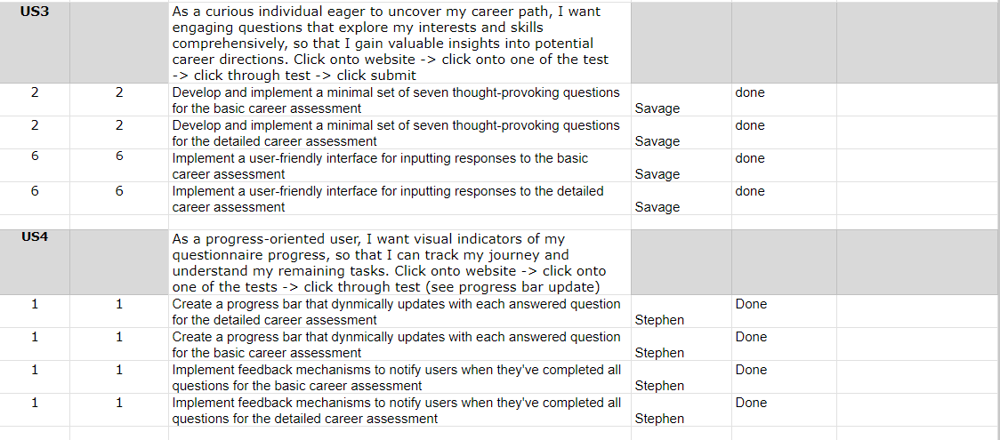 US3 As a curious individual eager to uncover my career path, I want
engaging questions that explore my interests and skills
comprehensively, so that I gain valuable insights into potential
career directions. Click onto website -> click onto one of the test
-> click through test -> click submit
2 2 Develop and implement a minimal set of seven thought-provoking questions done
for the basic career assessment Savage
2 2 Develop and implement a minimal set of seven thought-provoking questions done
for the detailed career assessment Savage
6 6 Implement a user-friendly interface for inputting responses to the basic done
career assessment Savage
6 6 Implement a user-friendly interface for inputting responses to the detailed done
career assessment Savage
US4 As a progress-oriented user, I want visual indicators of my
questionnaire progress, so that I can track my journey and
understand my remaining tasks. Click onto website -> click onto
one of the tests -> click through test (see progress bar update)
1 1 Create a progress bar that dynmically updates with each answered question Done
for the detailed career assessment Stephen
1 1 Create a progress bar that dynmically updates with each answered question Done
for the basic career assessment Stephen
1 1 Implement feedback mechanisms to notify users when they've completed all Done
questions for the basic career assessment Stephen
1 1 Implement feedback mechanisms to notify users when they've completed all Done
questions for the detailed career assessment Stephen